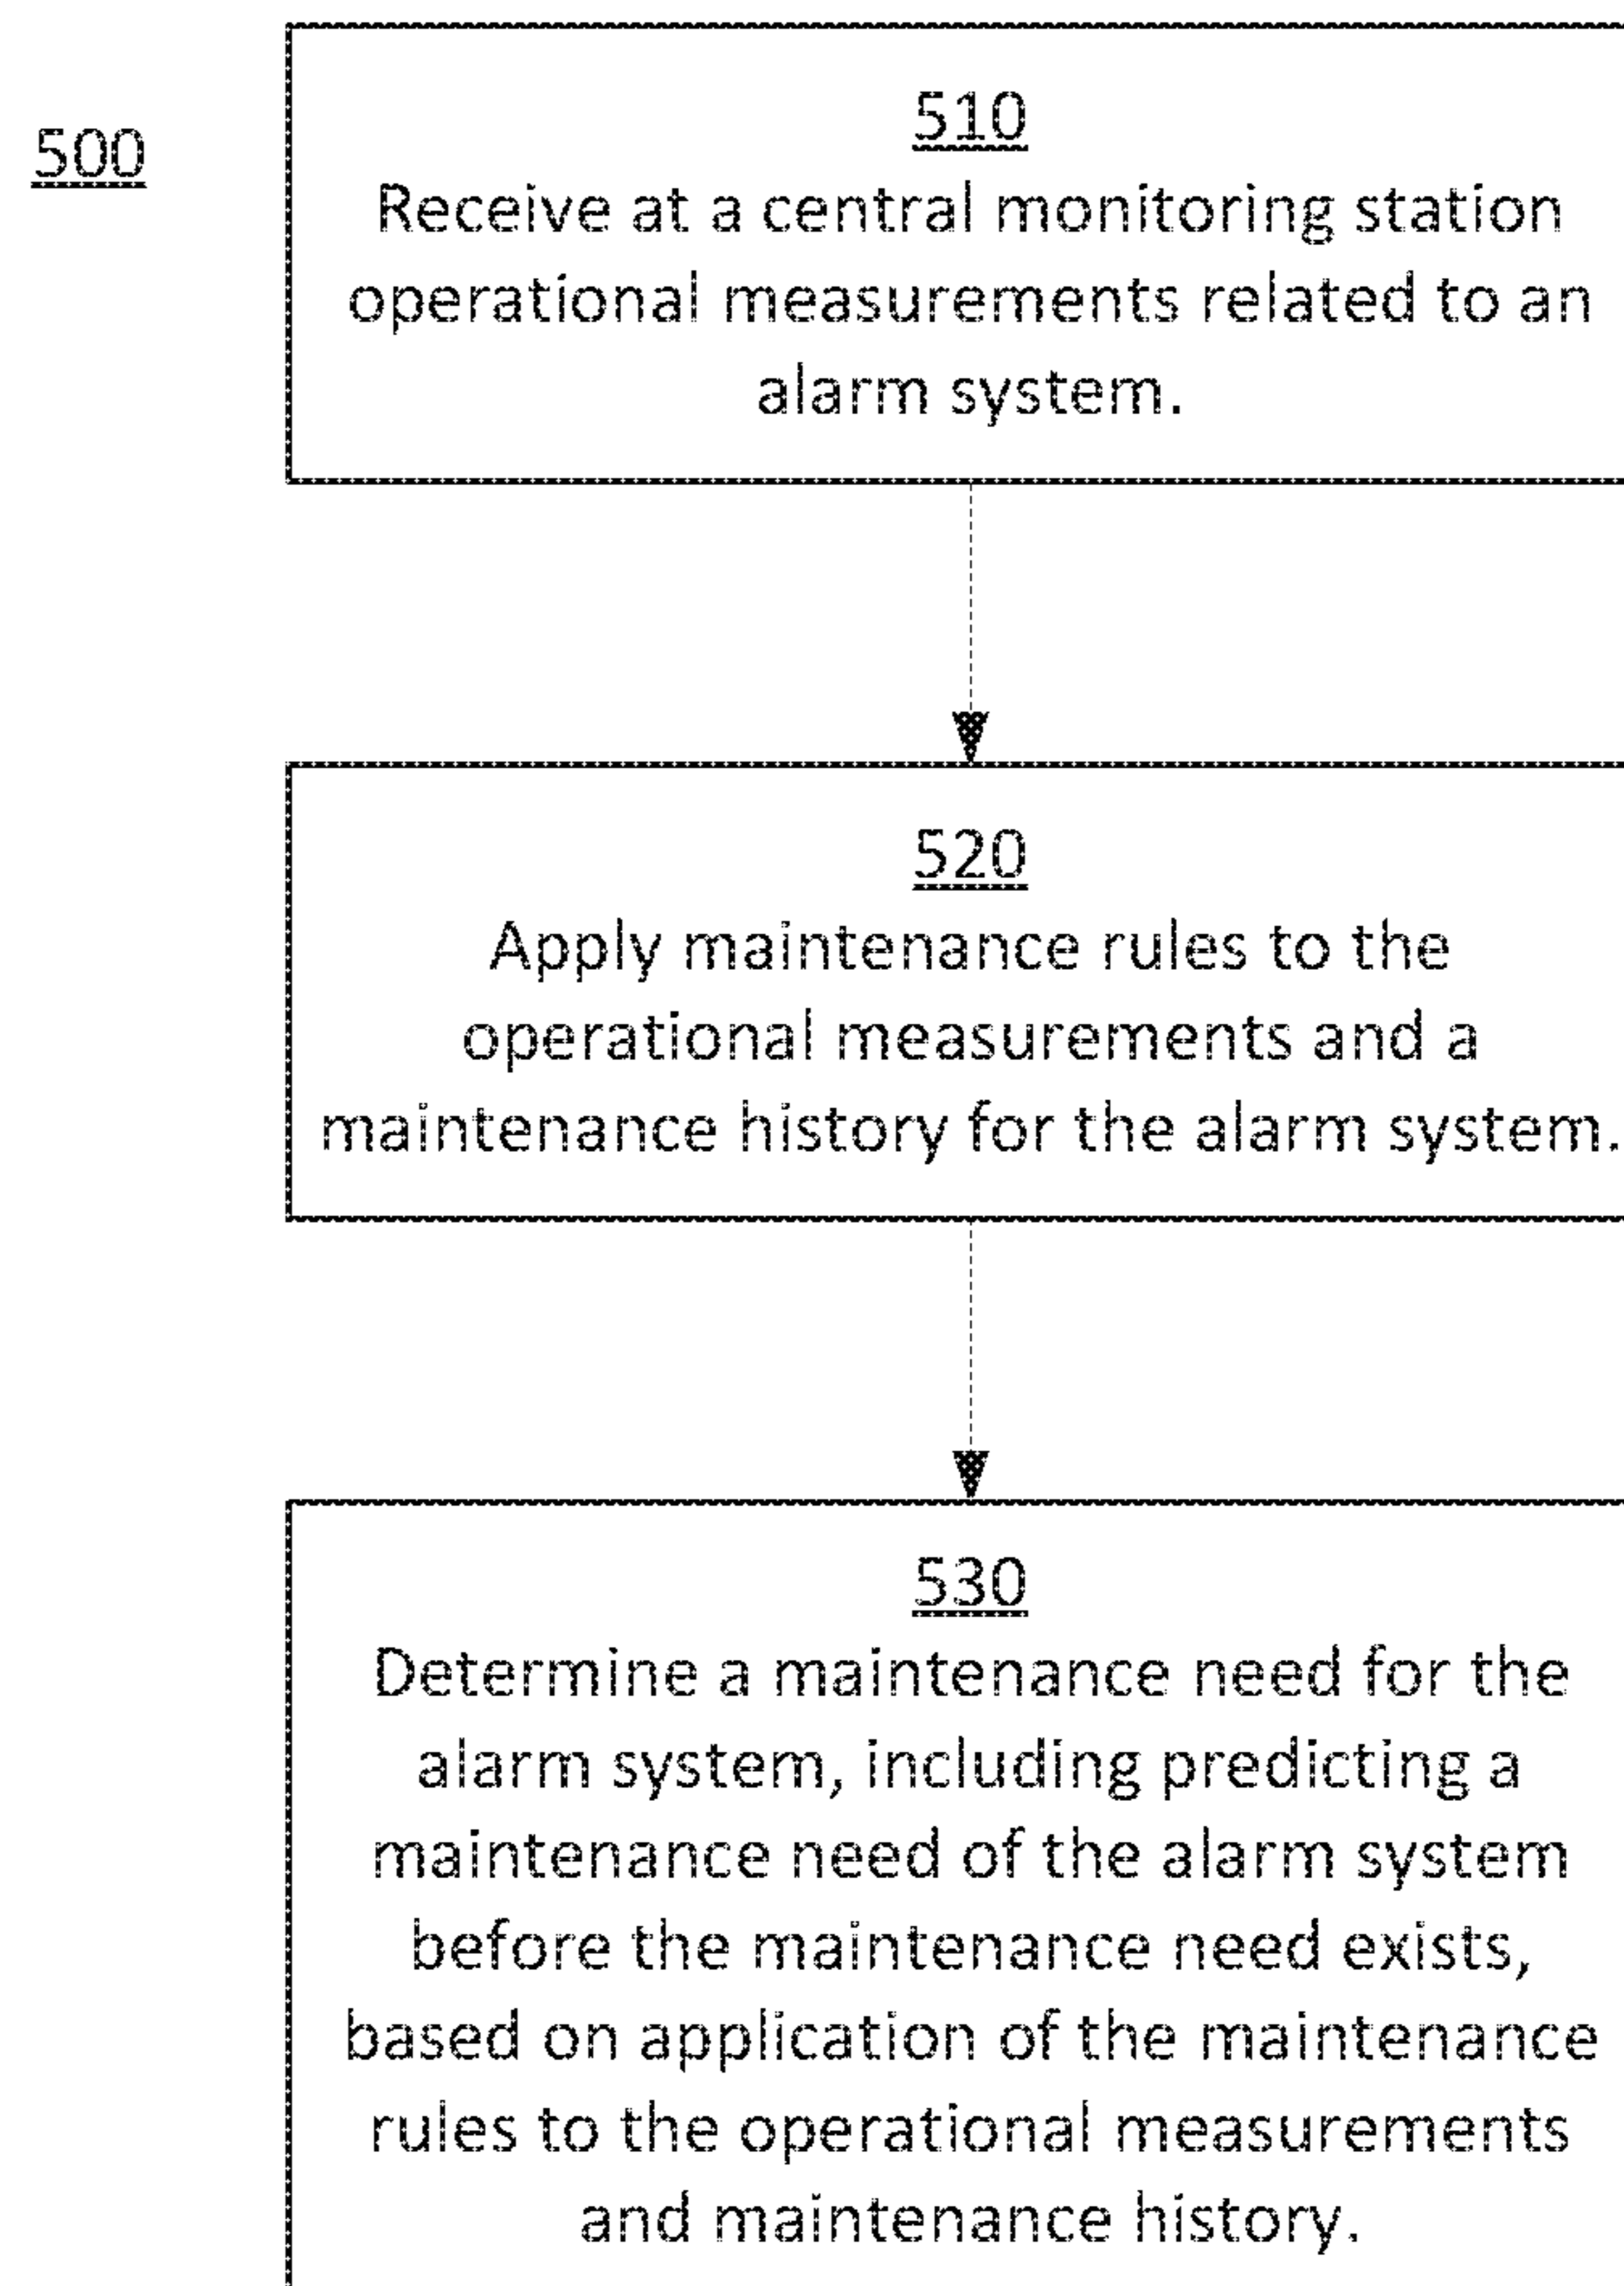 500
510
Receive at a central monitoring station
operational measurements related to an
alarm system.
520
Apply maintenance rules to the
operational measurements and a
maintenance history for the alarm system.
530
Determine a maintenance need for the
alarm system, including predicting a
maintenance need of the alarm system
before the maintenance need exists,
based on application of the maintenance
rules to the operational measurements
and maintenance history.